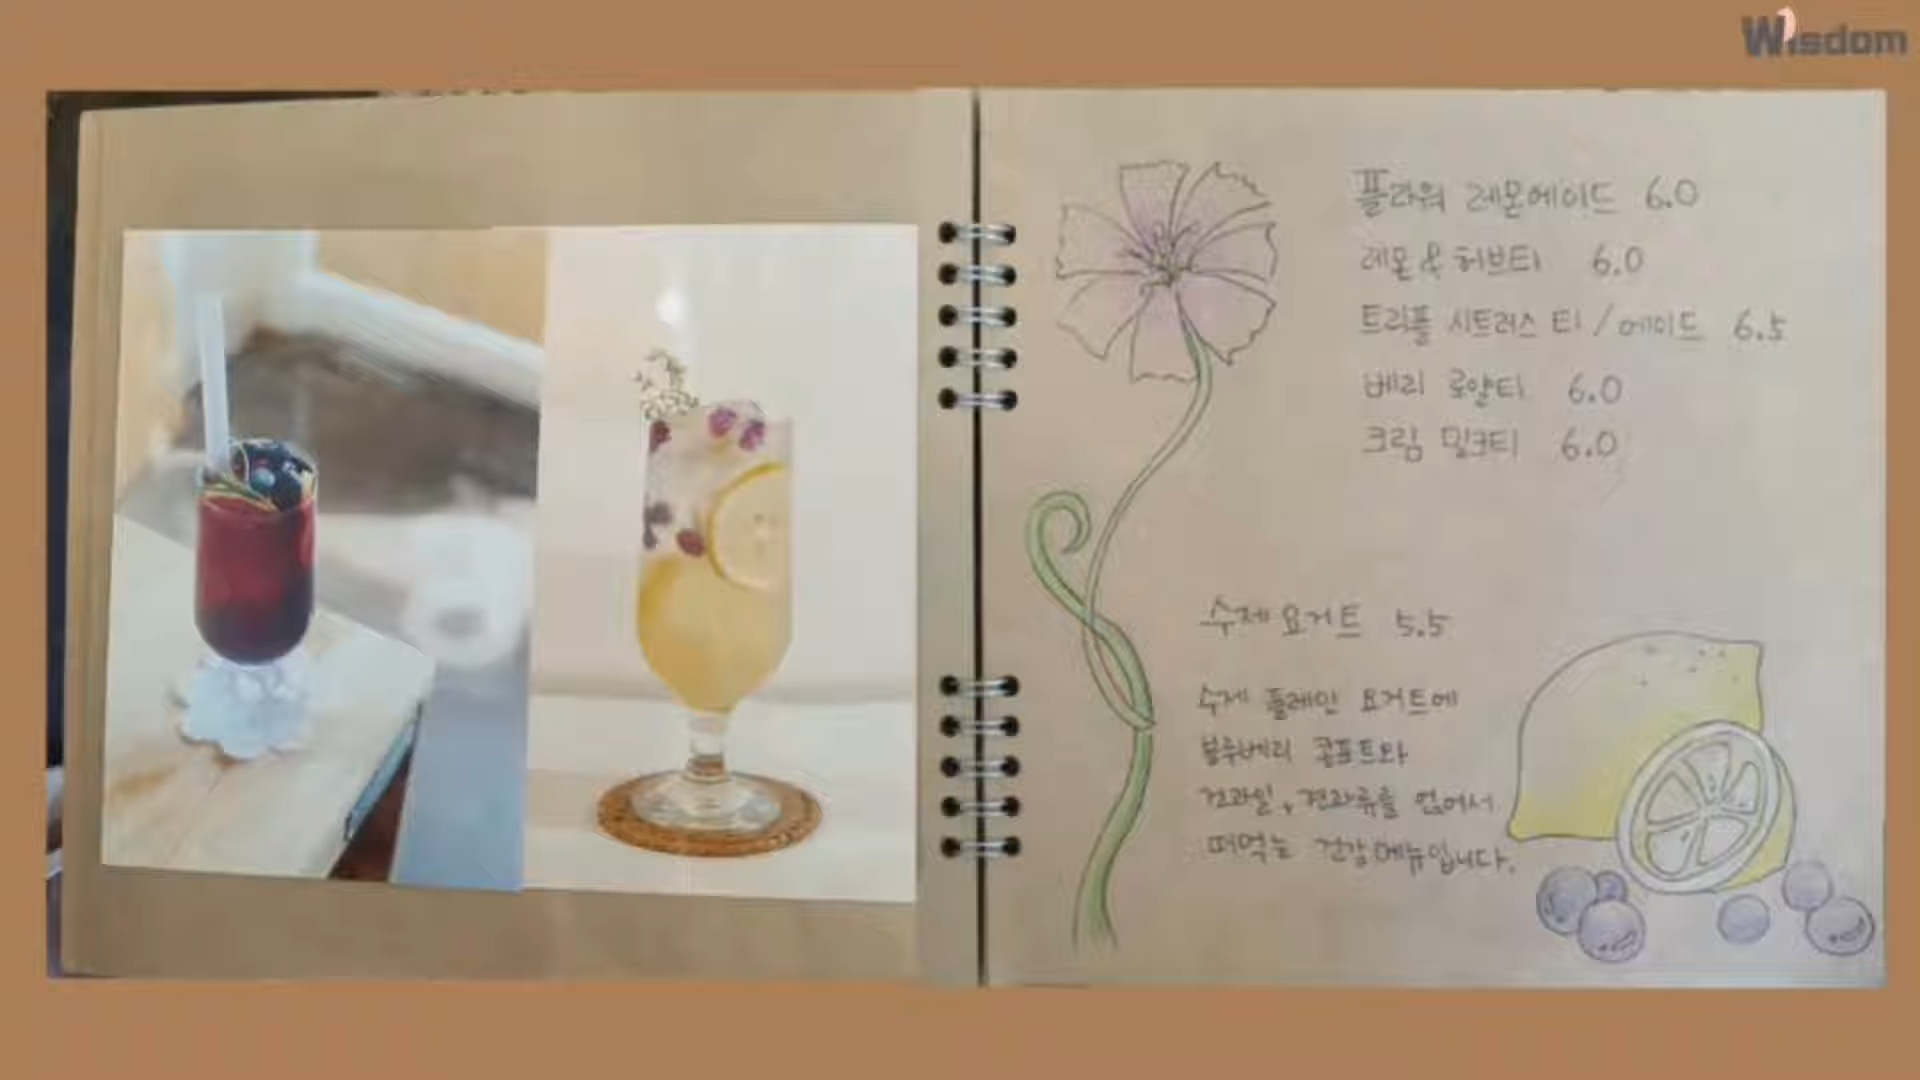 Wisdom
플라워 레몬에이드 6.0
레몬 & 허브티 6.0
트리플 시트러스 티 / 에이드 6.5
베리 로얄티 6.0
크림 밀크티 6.0
수제 요거트 5.5
수제 플레인 요거트에
블루베리 콤포트와
건과일, 견과류를 얹어서
떠먹는 건강메뉴입니다.